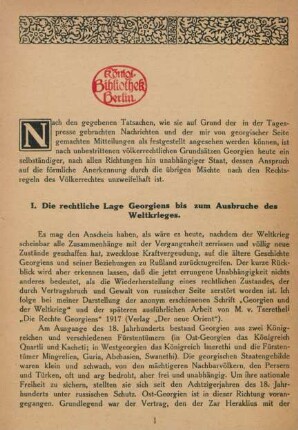 Königl.
Bibliothek
Berlin.
Nach den gegebenen Tatsachen, wie sie auf Grund der in der Tages-
presse gebrachten Nachrichten und der mir von georgischer Seite
gemachten Mitteilungen als festgestellt angesehen werden können, ist
nach unbestrittenen völkerrechtlichen Grundsätzen Georgien heute ein
selbständiger, nach allen Richtungen hin unabhängiger Staat, dessen Anspruch
auf die förmliche Anerkennung durch die übrigen Mächte nach den Rechts-
regeln des Völkerrechtes unzweifelhaft ist.
1. Die rechtliche Lage Georgiens bis zum Ausbruche des
Weltkrieges.
Es mag den Anschein haben, als wäre es heute, nachdem der Weltkrieg
scheinbar alle Zusammenhänge mit der Vergangenheit zerrissen und völlig neue
Zustände geschaffen hat, zwecklose Kraftvergeudung, auf die ältere Geschichte
Georgiens und seiner Beziehungen zu Rußland zurückzugreifen. Der kurze Rück-
blick wird aber erkennen lassen, daß die jetzt errungene Unabhängigkeit nichts
anderes bedeutet, als die Wiederherstellung eines rechtlichen Zustandes, der
durch Vertragsbruch und Gewalt von russischer Seite geändert worden ist. Ich
folge bei meiner Darstellung der anonym erschienenen Schrift „Georgien und
der Weltkrieg" und der späteren ausführlichen Arbeit von M. v. Tseretheli
„Die Rechte Georgiens" 1917 (Verlag „Der neue Orient").
Am Ausgange des 18. Jahrhunderts bestand Georgien aus zwei König-
reichen und verschiedenen Fürstentümern (in Ost-Georgien das Königreich
Quartli und Kacheti; in Westgeorgien das Königreich Imerethi und die Fürsten-
tümer Mingrelien, Guria, Abchasien, Swanethi). Die georgischen Staatengebilde
waren klein und schwach, aber von den mächtigeren Nachbarvölkern, den Persern
und Türken, oft und arg bedroht, aber nie endgültig unterworfen. Um ihre nationale
Freiheit zu sichern, stellten sie sich seit den Achtzigerjahren des 18. Jahr-
hunderts unter russischen Schutz. Ost-Georgien ist in dieser Richtung voran-
gegangen. Grundlegend war der Vertrag, den der Zar Heraklius mit der
1